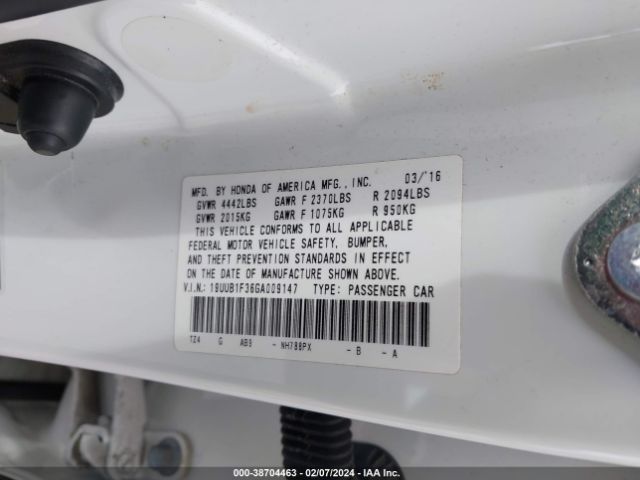 MFD. BY HONDA OF AMERICA MFG., INC. 03/'16
GVWR 4442LBS GAWR F 2370LBS R 2094LBS
GVWR 2015KG GAWR F 1075KG R 950KG
THIS VEHICLE CONFORMS TO ALL APPLICABLE
FEDERAL MOTOR VEHICLE SAFETY, BUMPER,
AND THEFT PREVENTION STANDARDS IN EFFECT
ON THE DATE OF MANUFACTURE SHOWN ABOVE.
V.I.N.: 19UUB1F36GA009147 TYPE: PASSENGER CAR
TZ4 G AB9 - NH788PX - B - A
000-38704463 - 02/07/2024 - IAA Inc.